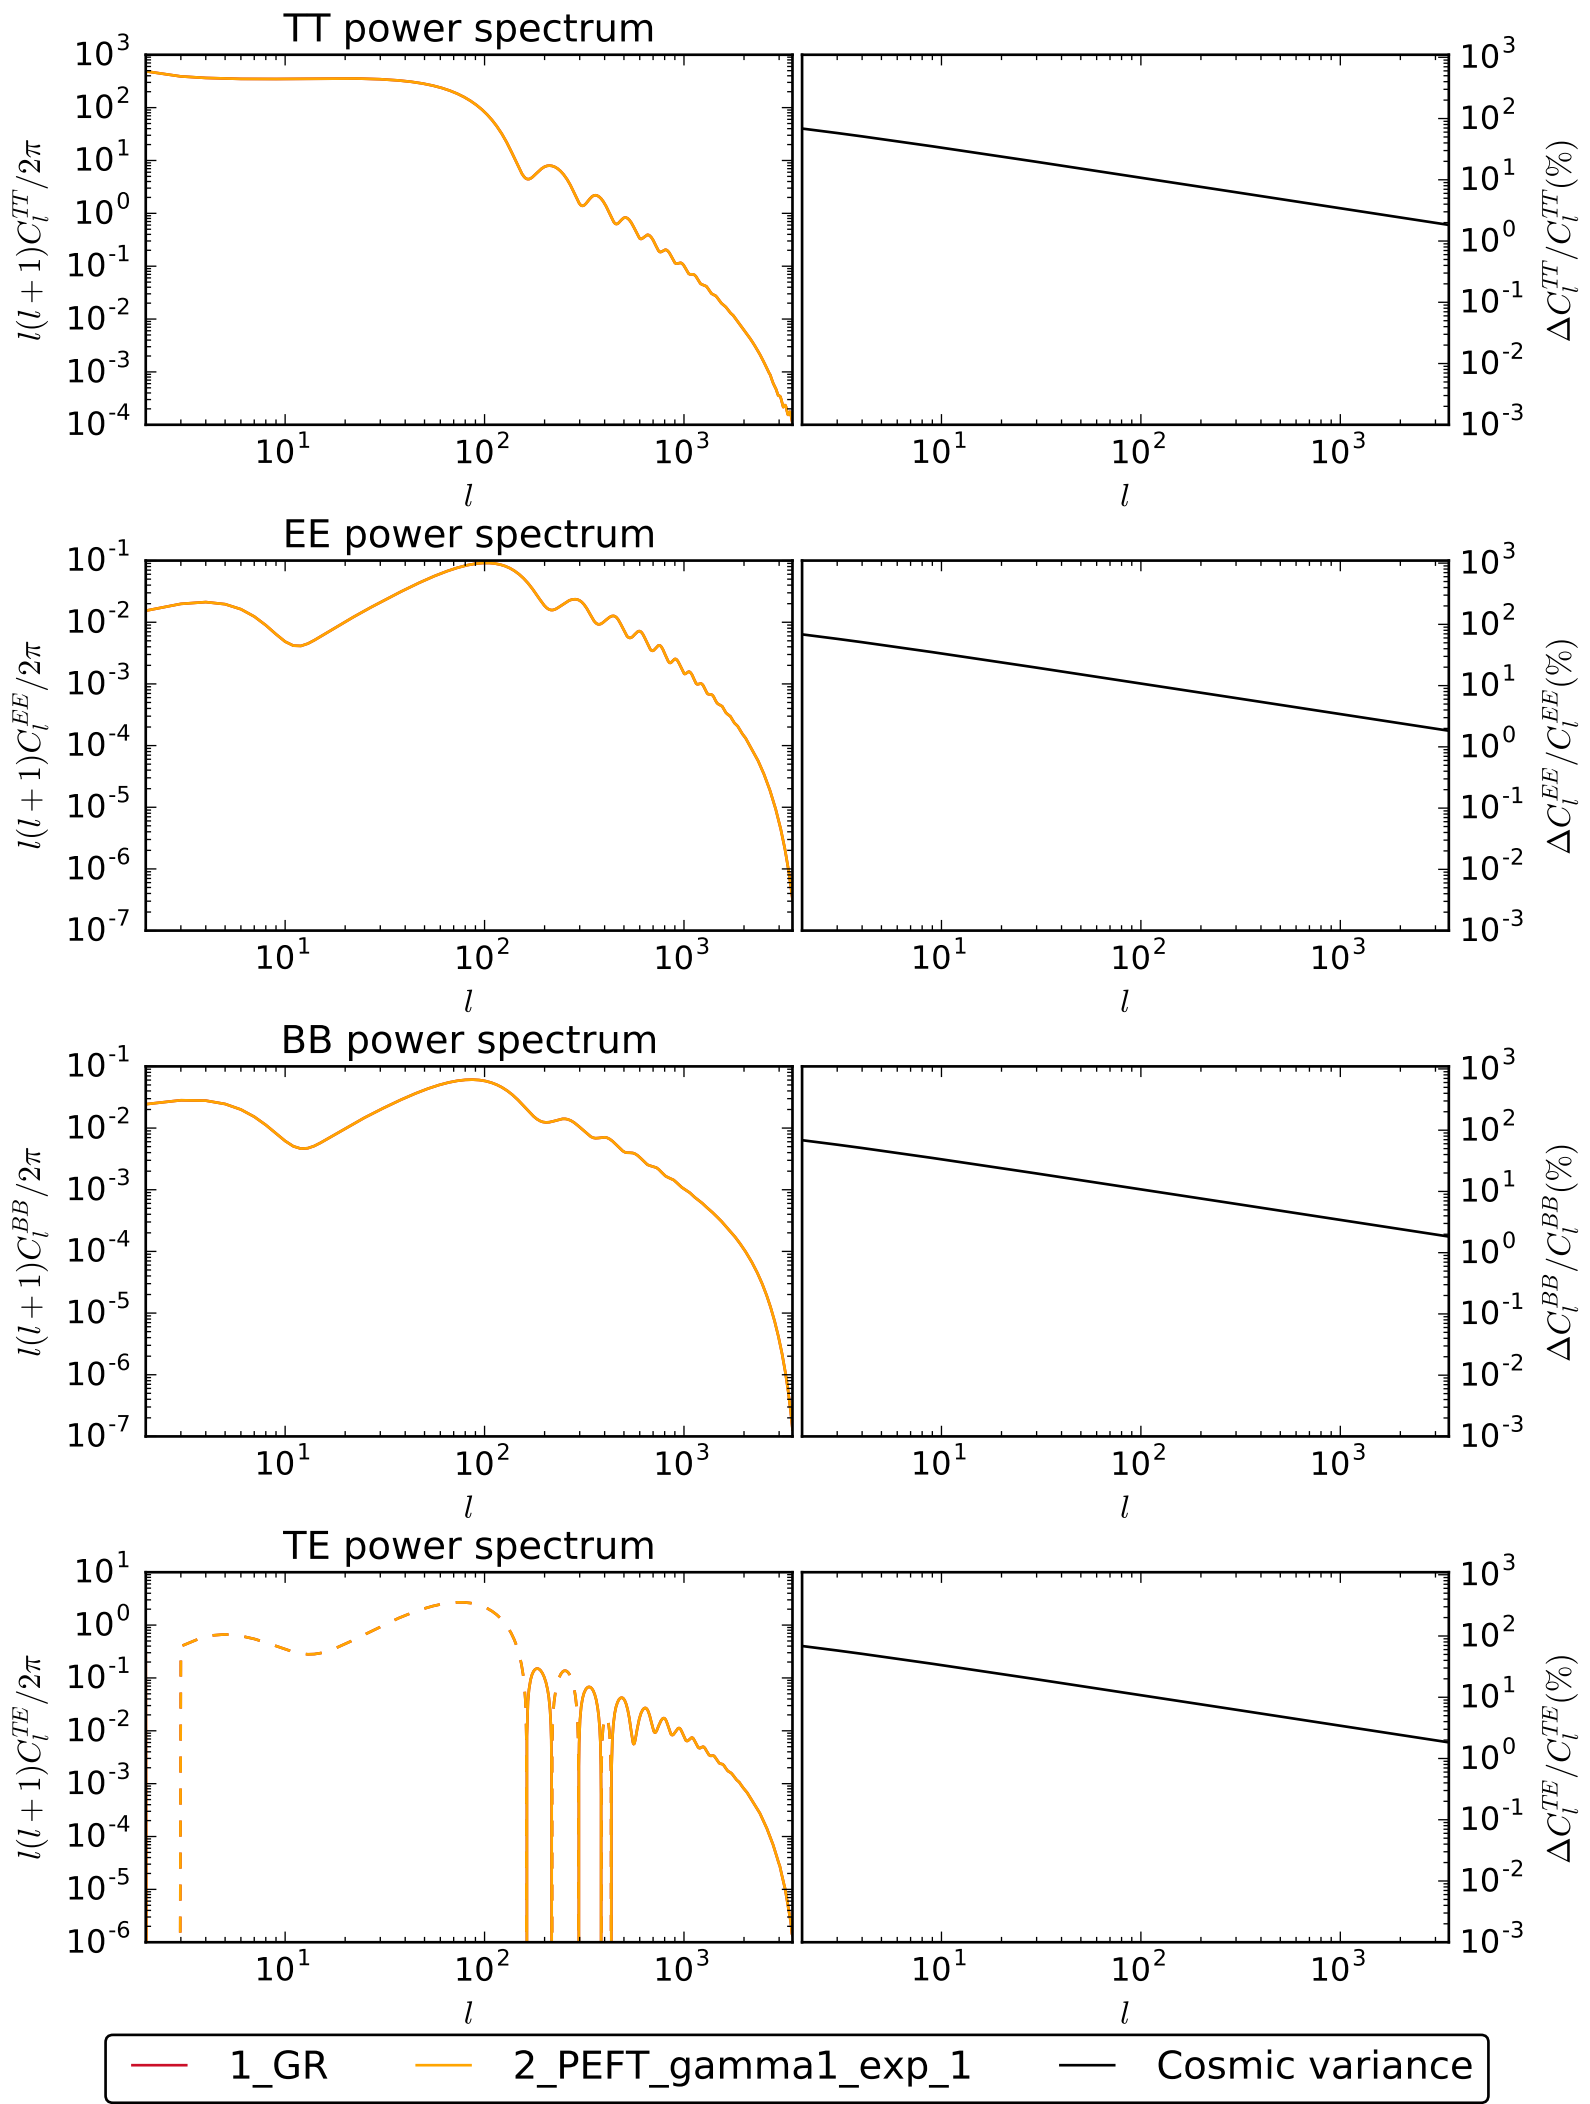 TT power spectrum
10^3
10^2
10^1
10^0
10^-1
10^-2
10^-3
10^-4
l(l + 1)C_l^{TT}/2π
10^1 10^2 10^3
l
10^1 10^2 10^3
l
10^3
10^2
10^1
10^0
10^-1
10^-2
10^-3
ΔC_l^{TT}/C_l^{TT}(%)
EE power spectrum
10^-1
10^-2
10^-3
10^-4
10^-5
10^-6
10^-7
l(l + 1)C_l^{EE}/2π
10^1 10^2 10^3
l
10^1 10^2 10^3
l
10^3
10^2
10^1
10^0
10^-1
10^-2
10^-3
ΔC_l^{EE}/C_l^{EE}(%)
BB power spectrum
10^-1
10^-2
10^-3
10^-4
10^-5
10^-6
10^-7
l(l + 1)C_l^{BB}/2π
10^1 10^2 10^3
l
10^1 10^2 10^3
l
10^3
10^2
10^1
10^0
10^-1
10^-2
10^-3
ΔC_l^{BB}/C_l^{BB}(%)
TE power spectrum
10^1
10^0
10^-1
10^-2
10^-3
10^-4
10^-5
10^-6
l(l + 1)C_l^{TE}/2π
10^1 10^2 10^3
l
10^1 10^2 10^3
l
10^3
10^2
10^1
10^0
10^-1
10^-2
10^-3
ΔC_l^{TE}/C_l^{TE}(%)
1_GR 2_PEFT_gamma1_exp_1 Cosmic variance